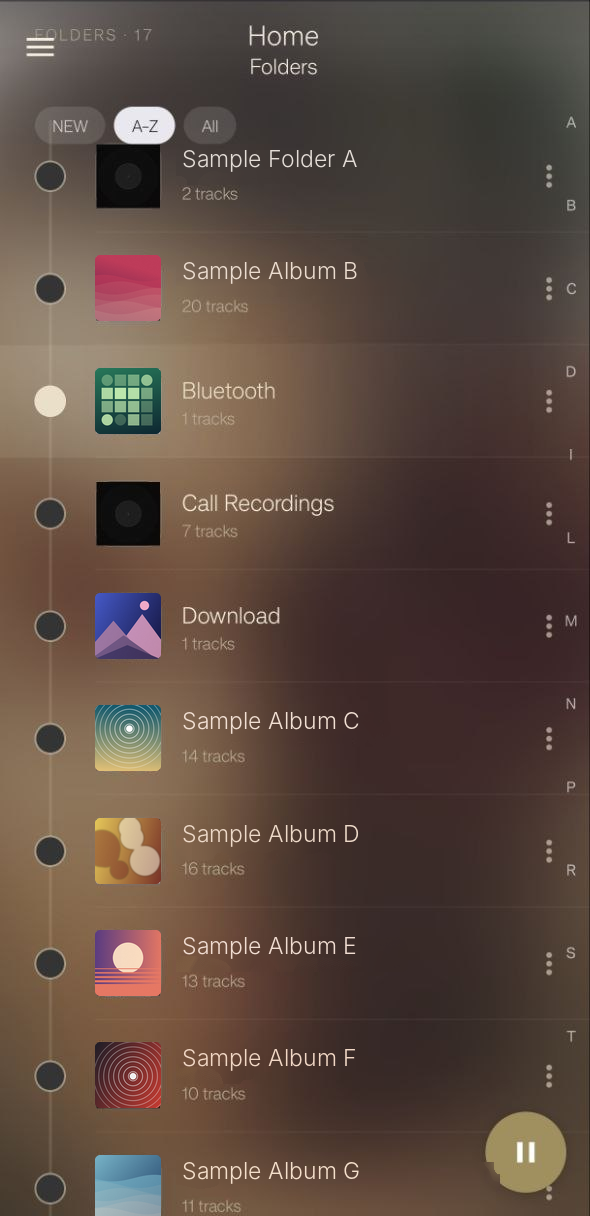 FOLDERS · 17
Home
Folders
NEW
A-Z
All
Sample Folder A
2 tracks
Sample Album B
20 tracks
Bluetooth
1 tracks
Call Recordings
7 tracks
Download
1 tracks
Sample Album C
14 tracks
Sample Album D
16 tracks
Sample Album E
13 tracks
Sample Album F
10 tracks
Sample Album G
11 tracks
A
B
C
D
I
L
M
N
P
R
S
T